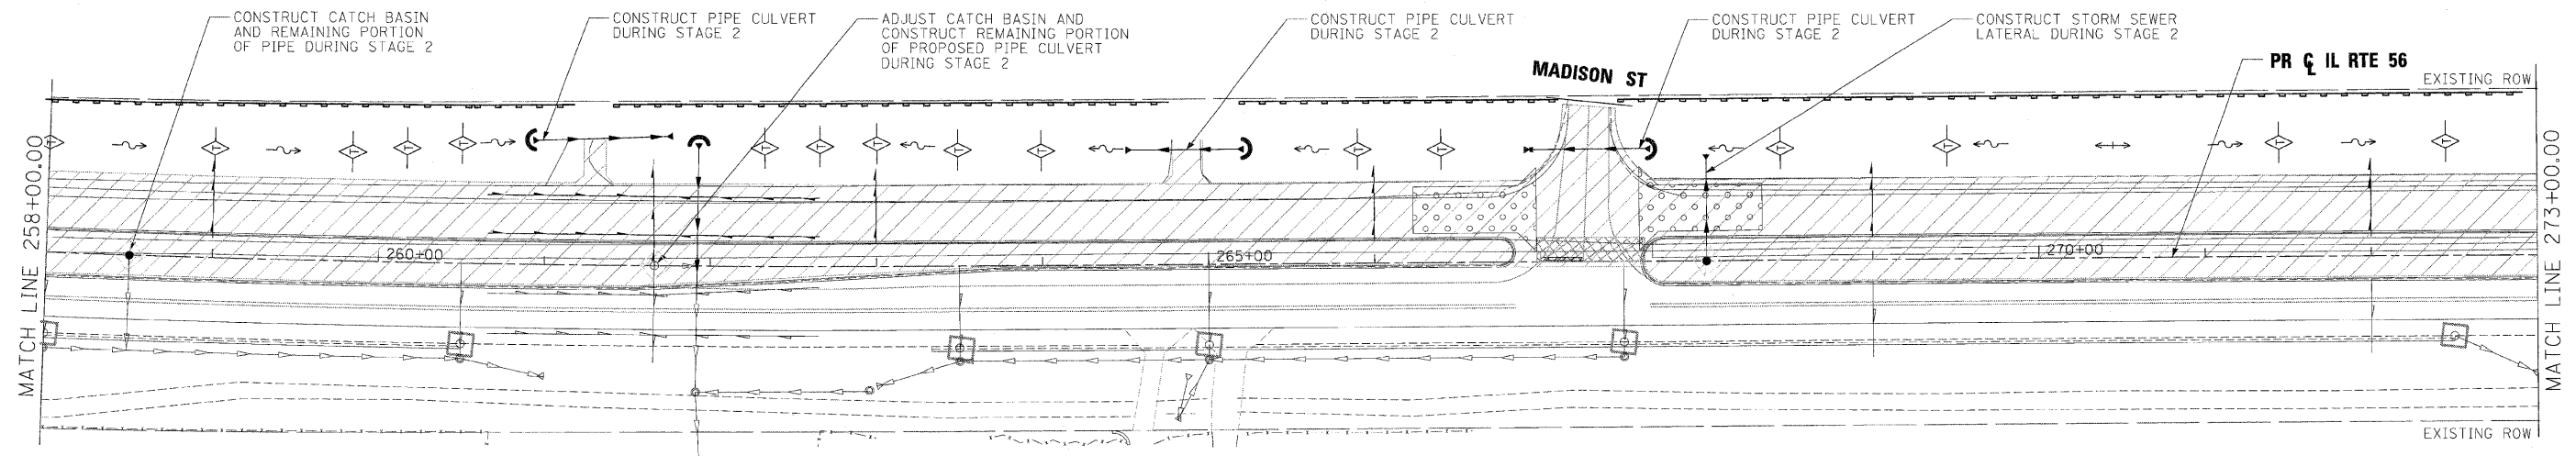 CONSTRUCT CATCH BASIN
AND REMAINING PORTION
OF PIPE DURING STAGE 2
CONSTRUCT PIPE CULVERT
DURING STAGE 2
ADJUST CATCH BASIN AND
CONSTRUCT REMAINING PORTION
OF PROPOSED PIPE CULVERT
DURING STAGE 2
CONSTRUCT PIPE CULVERT
DURING STAGE 2
CONSTRUCT PIPE CULVERT
DURING STAGE 2
CONSTRUCT STORM SEWER
LATERAL DURING STAGE 2
MADISON ST
PR ℄ IL RTE 56
EXISTING ROW
MATCH LINE 258+00.00
T T T T T T T T T T T T T T T T
260+00
265+00
270+00
MATCH LINE 273+00.00
EXISTING ROW